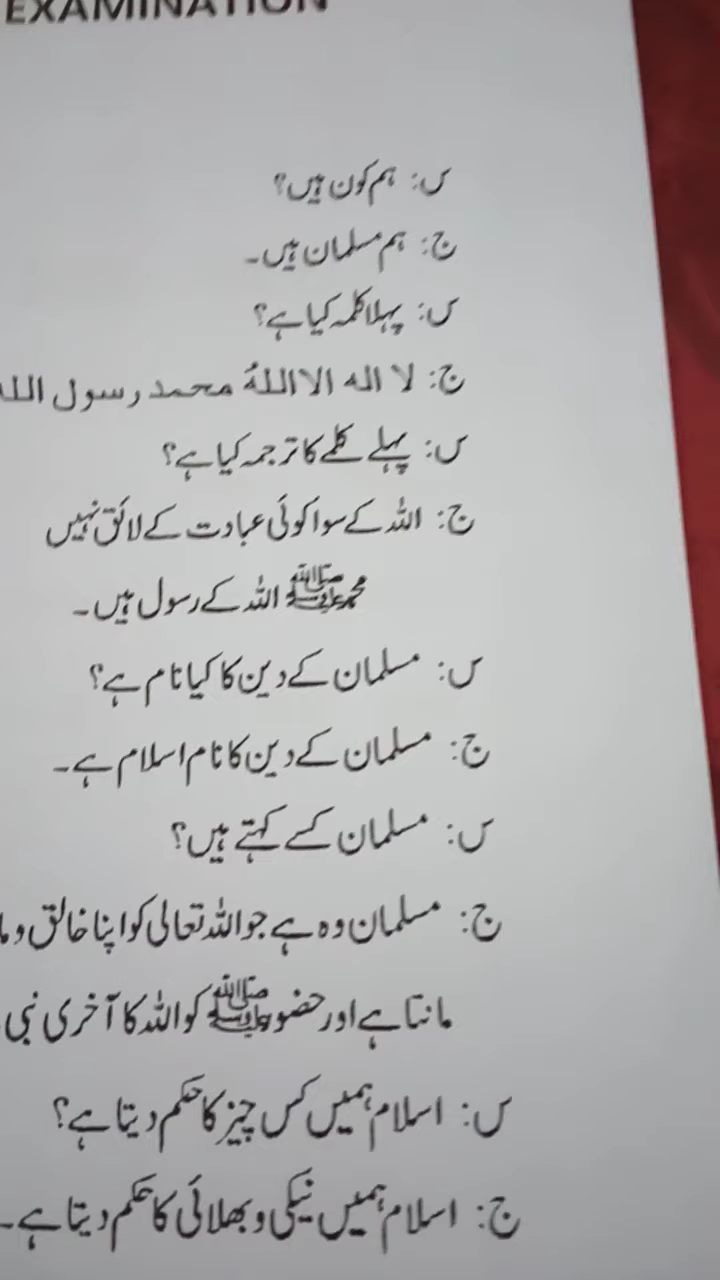 EXAMINATION
س: ہم کون ہیں؟
ج: ہم مسلمان ہیں۔
س: پہلا کلمہ کیا ہے؟
ج: لا اله الا اللهُ محمد رسول الله
س: پہلے کلمے کا ترجمہ کیا ہے؟
ج: اللہ کے سوا کوئی عبادت کے لائق نہیں
محمد ﷺ اللہ کے رسول ہیں۔
س: مسلمان کے دین کا کیا نام ہے؟
ج: مسلمان کے دین کا نام اسلام ہے۔
س: مسلمان کسے کہتے ہیں؟
ج: مسلمان وہ ہے جو اللہ تعالی کو اپنا خالق و
مانتا ہے اور حضور ﷺ کو اللہ کا آخری نبی
س: اسلام ہمیں کس چیز کا حکم دیتا ہے؟
ج: اسلام ہمیں نیکی و بھلائی کا حکم دیتا ہے۔